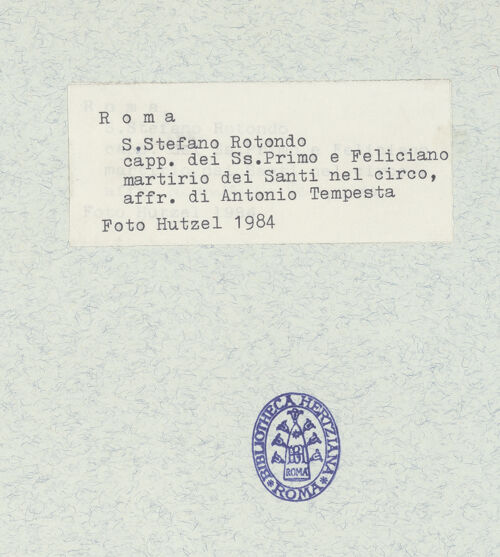 R o m a
S.Stefano Rotondo
capp. dei Ss.Primo e Feliciano
martirio dei Santi nel circo,
affr. di Antonio Tempesta
Foto Hutzel 1984
BIBLIOTHECA HERTZIANA
ROMA
ROMA